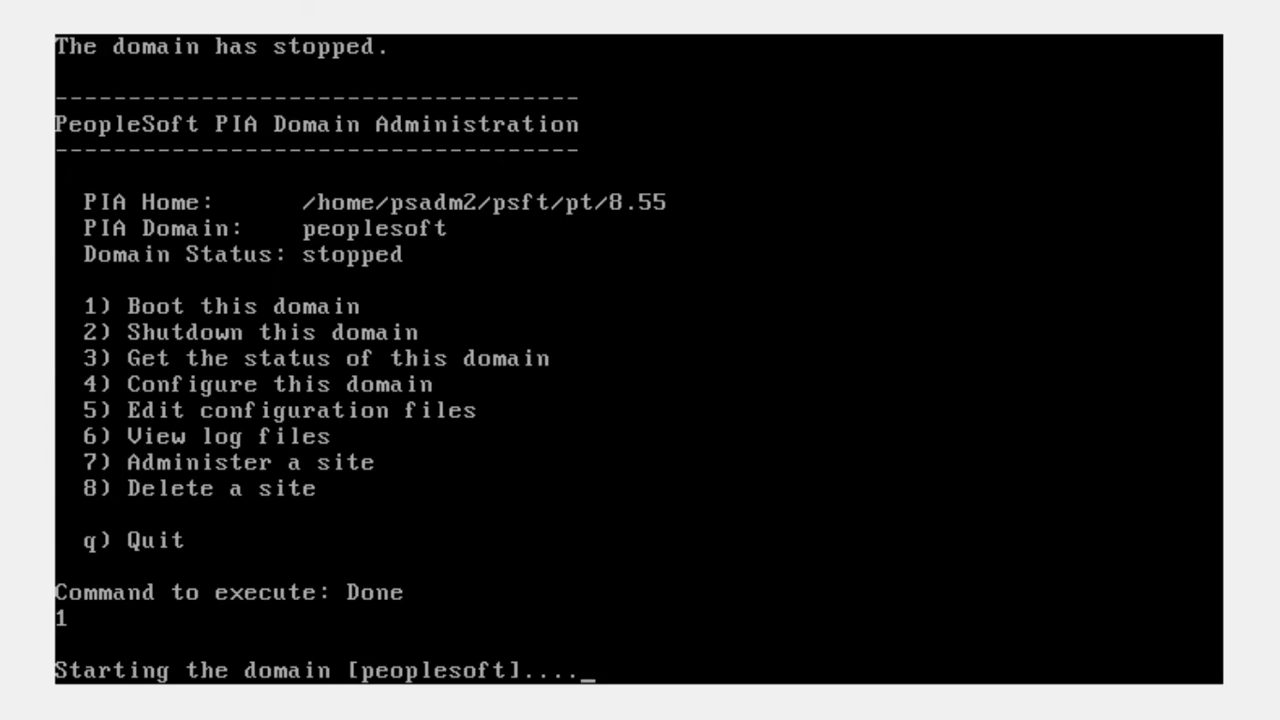 The domain has stopped.
------------------------------------
PeopleSoft PIA Domain Administration
------------------------------------
PIA Home: /home/psadm2/psft/pt/8.55
PIA Domain: peoplesoft
Domain Status: stopped
1) Boot this domain
2) Shutdown this domain
3) Get the status of this domain
4) Configure this domain
5) Edit configuration files
6) View log files
7) Administer a site
8) Delete a site
q) Quit
Command to execute: Done
1
Starting the domain [peoplesoft]...._